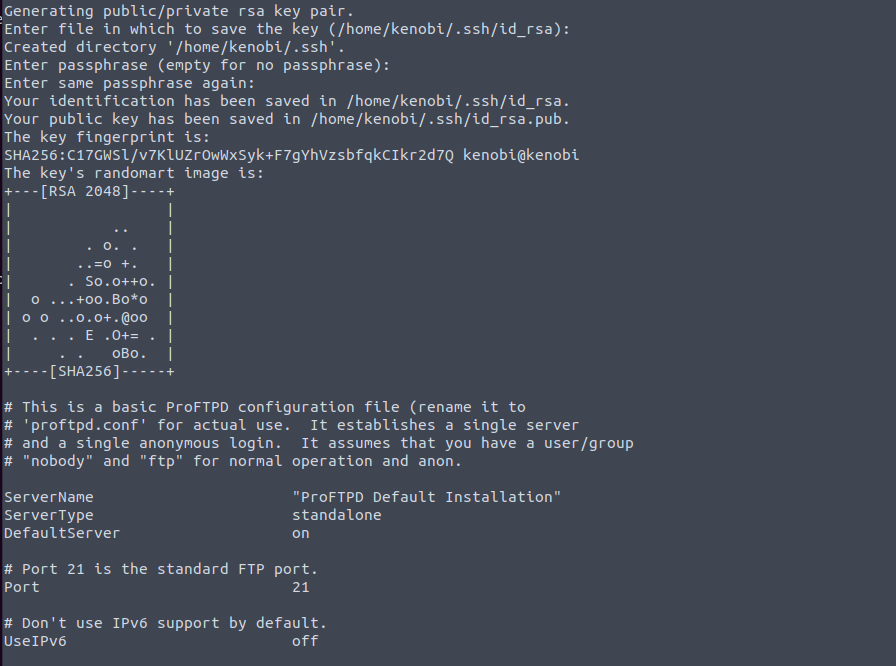 Generating public/private rsa key pair.
Enter file in which to save the key (/home/kenobi/.ssh/id_rsa):
Created directory '/home/kenobi/.ssh'.
Enter passphrase (empty for no passphrase):
Enter same passphrase again:
Your identification has been saved in /home/kenobi/.ssh/id_rsa.
Your public key has been saved in /home/kenobi/.ssh/id_rsa.pub.
The key fingerprint is:
SHA256:C17GWSl/v7KlUZrOwWxSyk+F7gYhVzsbfqkCIkr2d7Q kenobi@kenobi
The key's randomart image is:
+---[RSA 2048]----+
|                 |
|           ..    |
|        . o. .   |
|       ..=o +.   |
|      . So.o++o. |
|  o ...+oo.Bo*o  |
| o o ..o.o+.@oo  |
|  . . . E .O+= . |
|     . .   oBo.  |
+----[SHA256]-----+

# This is a basic ProFTPD configuration file (rename it to
# 'proftpd.conf' for actual use.  It establishes a single server
# and a single anonymous login.  It assumes that you have a user/group
# "nobody" and "ftp" for normal operation and anon.

ServerName                      "ProFTPD Default Installation"
ServerType                      standalone
DefaultServer                   on

# Port 21 is the standard FTP port.
Port                            21

# Don't use IPv6 support by default.
UseIPv6                         off